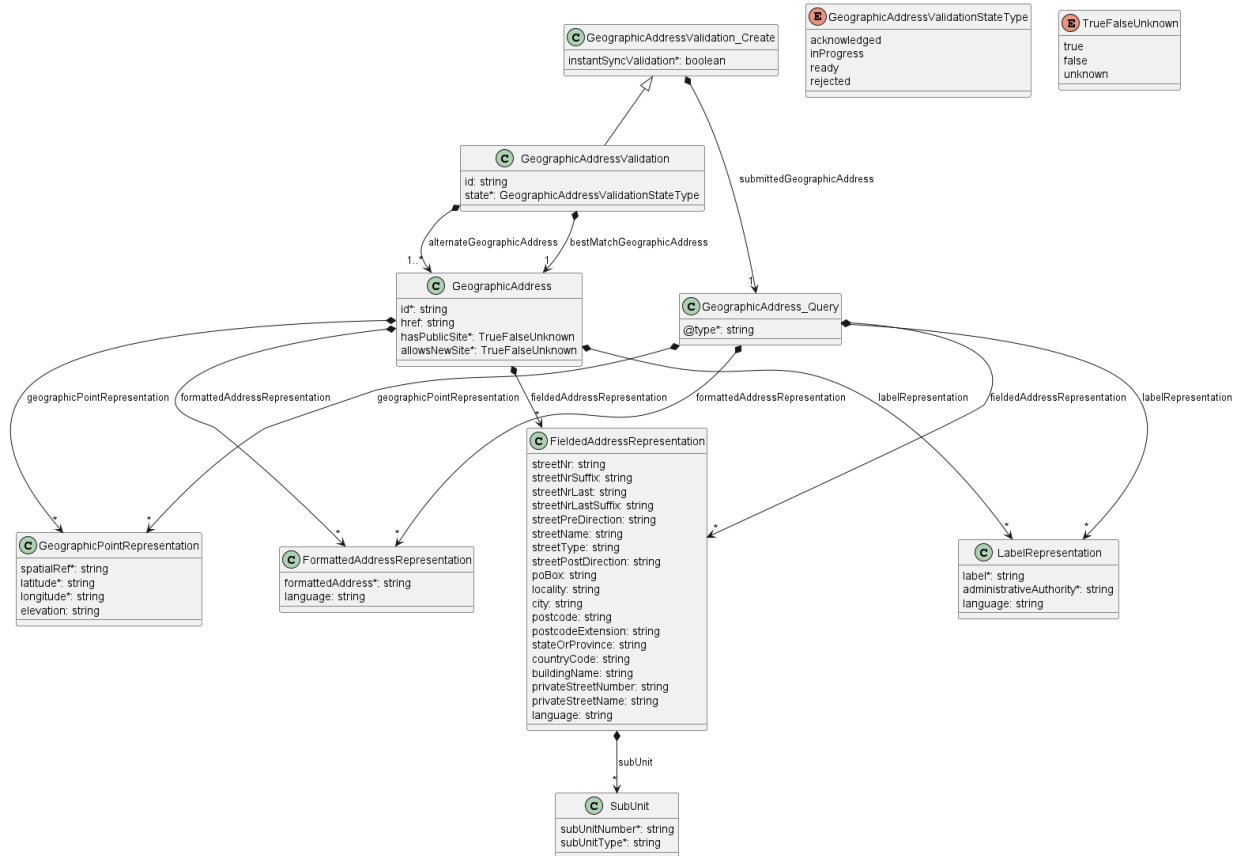 C GeographicAddressValidation_Create
instantSyncValidation*: boolean
E GeographicAddressValidationStateType
acknowledged
inProgress
ready
rejected
E TrueFalseUnknown
true
false
unknown
C GeographicAddressValidation
id: string
state*: GeographicAddressValidationStateType
submittedGeographicAddress
alternateGeographicAddress
bestMatchGeographicAddress
1..*
1
1
C GeographicAddress
id*: string
href: string
hasPublicSite*: TrueFalseUnknown
allowsNewSite*: TrueFalseUnknown
C GeographicAddress_Query
@type*: string
geographicPointRepresentation
formattedAddressRepresentation
geographicPointRepresentation
fieldedAddressRepresentation
formattedAddressRepresentation
labelRepresentation
fieldedAddressRepresentation
labelRepresentation
*
*
*
*
*
*
*
*
C GeographicPointRepresentation
spatialRef*: string
latitude*: string
longitude*: string
elevation: string
C FormattedAddressRepresentation
formattedAddress*: string
language: string
C FieldedAddressRepresentation
streetNr: string
streetNrSuffix: string
streetNrLast: string
streetNrLastSuffix: string
streetPreDirection: string
streetName: string
streetType: string
streetPostDirection: string
poBox: string
locality: string
city: string
postcode: string
postcodeExtension: string
stateOrProvince: string
countryCode: string
buildingName: string
privateStreetNumber: string
privateStreetName: string
language: string
C LabelRepresentation
label*: string
administrativeAuthority*: string
language: string
subUnit
*
C SubUnit
subUnitNumber*: string
subUnitType*: string